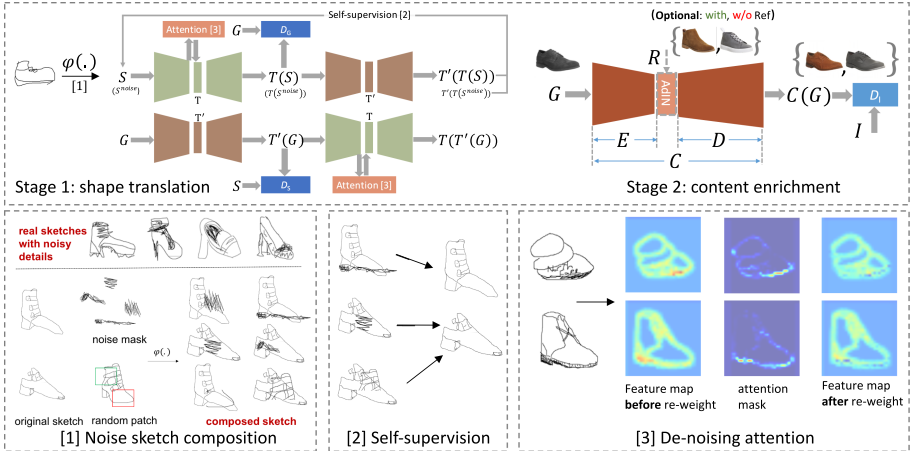 Self-supervision [2]
Attention [3]
G
D_G
φ(.)
[1]
S
(S^noise)
T
T(S)
(T(S^noise))
T'
T'(T(S))
T'(T(S^noise))
G
T'
T'(G)
T
T(T'(G))
S
D_S
Attention [3]
Stage 1: shape translation
(Optional: with, w/o Ref)
{ , }
R
{ , }
G
AdIN
C(G)
D_I
I
E
D
C
Stage 2: content enrichment
real sketches
with noisy
details
noise mask
φ(.)
original sketch
random patch
composed sketch
[1] Noise sketch composition
[2] Self-supervision
Feature map
before re-weight
attention
mask
Feature map
after re-weight
[3] De-noising attention